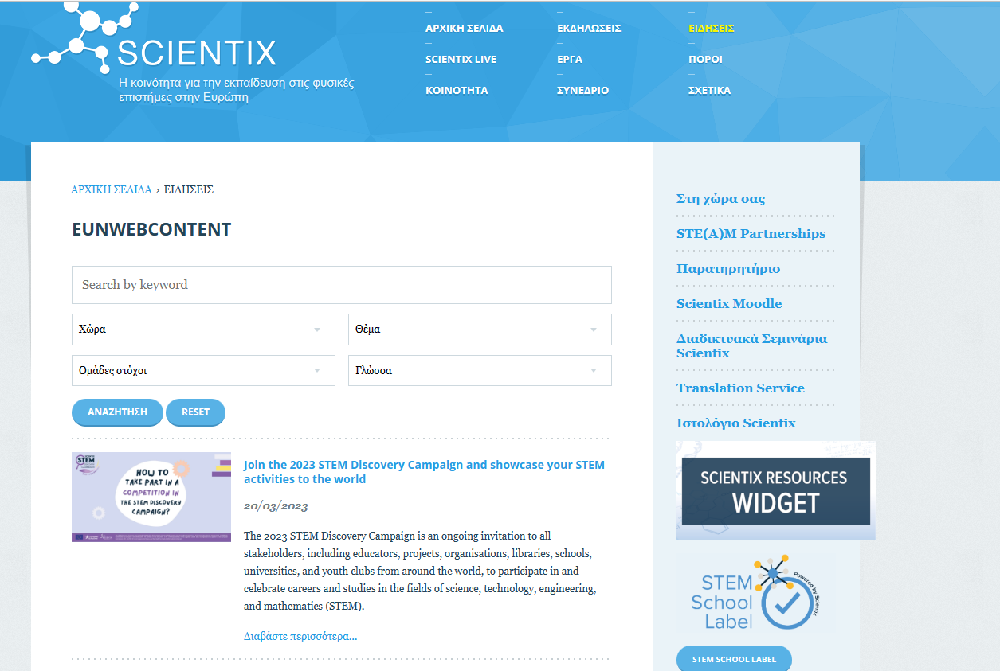 SCIENTIX
Η κοινότητα για την εκπαίδευση στις φυσικές
επιστήμες στην Ευρώπη
ΑΡΧΙΚΗ ΣΕΛΙΔΑ
ΕΚΔΗΛΩΣΕΙΣ
ΕΙΔΗΣΕΙΣ
SCIENTIX LIVE
ΕΡΓΑ
ΠΟΡΟΙ
ΚΟΙΝΟΤΗΤΑ
ΣΥΝΕΔΡΙΟ
ΣΧΕΤΙΚΑ
ΑΡΧΙΚΗ ΣΕΛΙΔΑ › ΕΙΔΗΣΕΙΣ
EUNWEBCONTENT
Search by keyword
Χώρα
Θέμα
Ομάδες στόχοι
Γλώσσα
ΑΝΑΖΗΤΗΣΗ
RESET
STEM
HOW TO
TAKE PART IN A
COMPETITION IN
THE STEM DISCOVERY
CAMPAIGN?
Join the 2023 STEM Discovery Campaign and showcase your STEM
activities to the world
20/03/2023
The 2023 STEM Discovery Campaign is an ongoing invitation to all
stakeholders, including educators, projects, organisations, libraries, schools,
universities, and youth clubs from around the world, to participate in and
celebrate careers and studies in the fields of science, technology, engineering,
and mathematics (STEM).
Διαβάστε περισσότερα...
Στη χώρα σας
STE(A)M Partnerships
Παρατηρητήριο
Scientix Moodle
Διαδικτυακά Σεμινάρια
Scientix
Translation Service
Ιστολόγιο Scientix
SCIENTIX RESOURCES
WIDGET
STEM
School
Label
Powered by Scientix
STEM SCHOOL LABEL